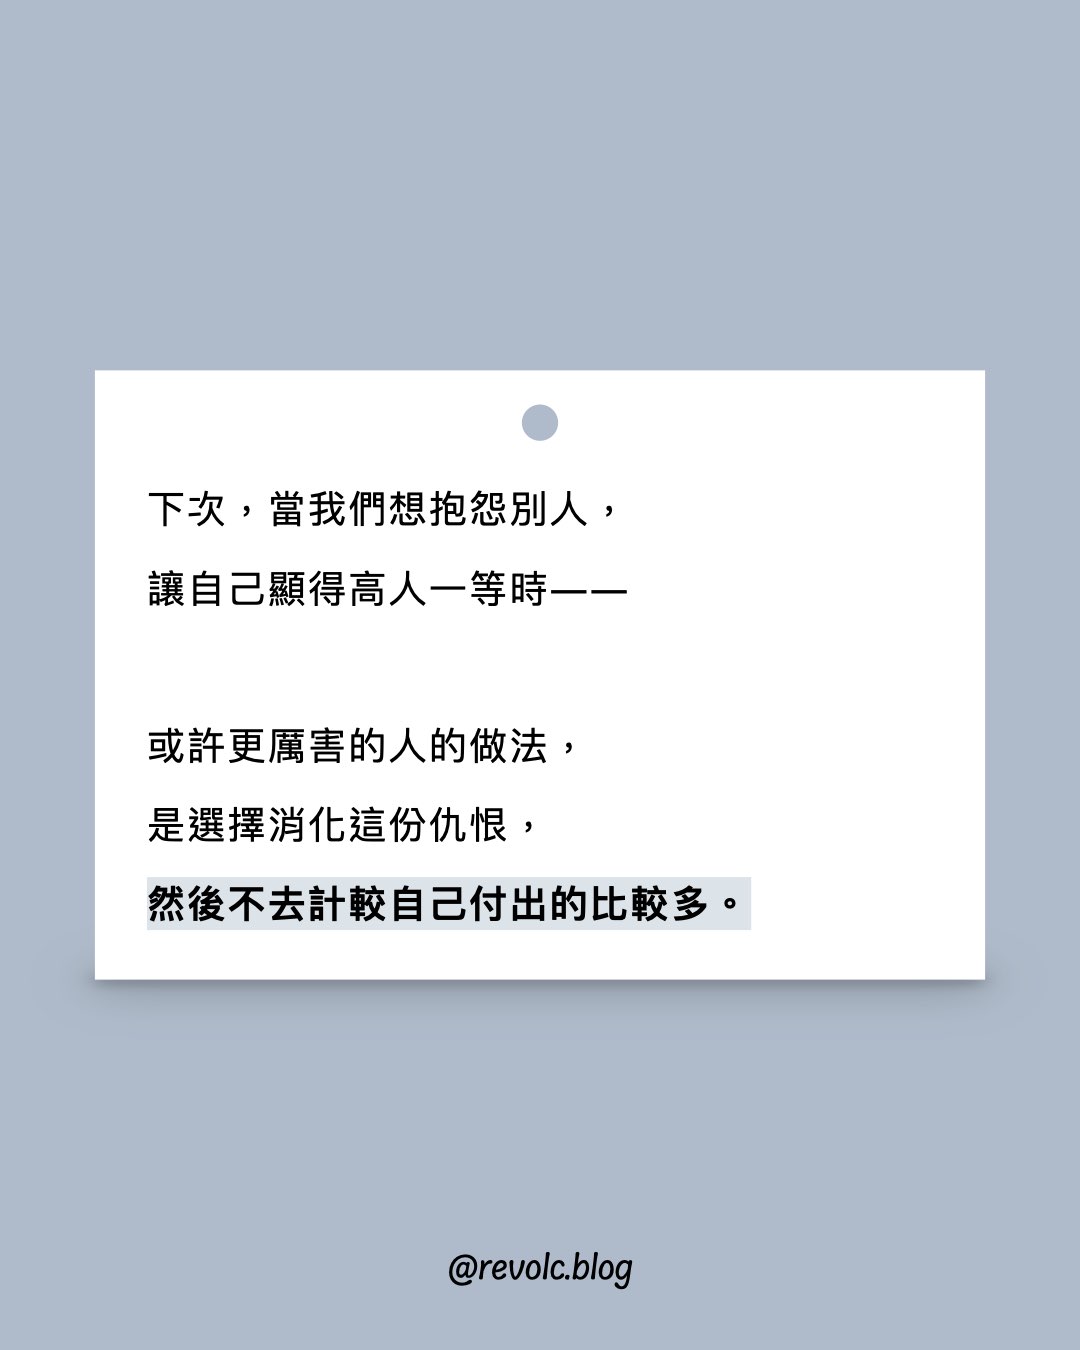 下次，當我們想抱怨別人，
讓自己顯得高人一等時——
或許更厲害的人的做法，
是選擇消化這份仇恨，
然後不去計較自己付出的比較多。
@revolc.blog